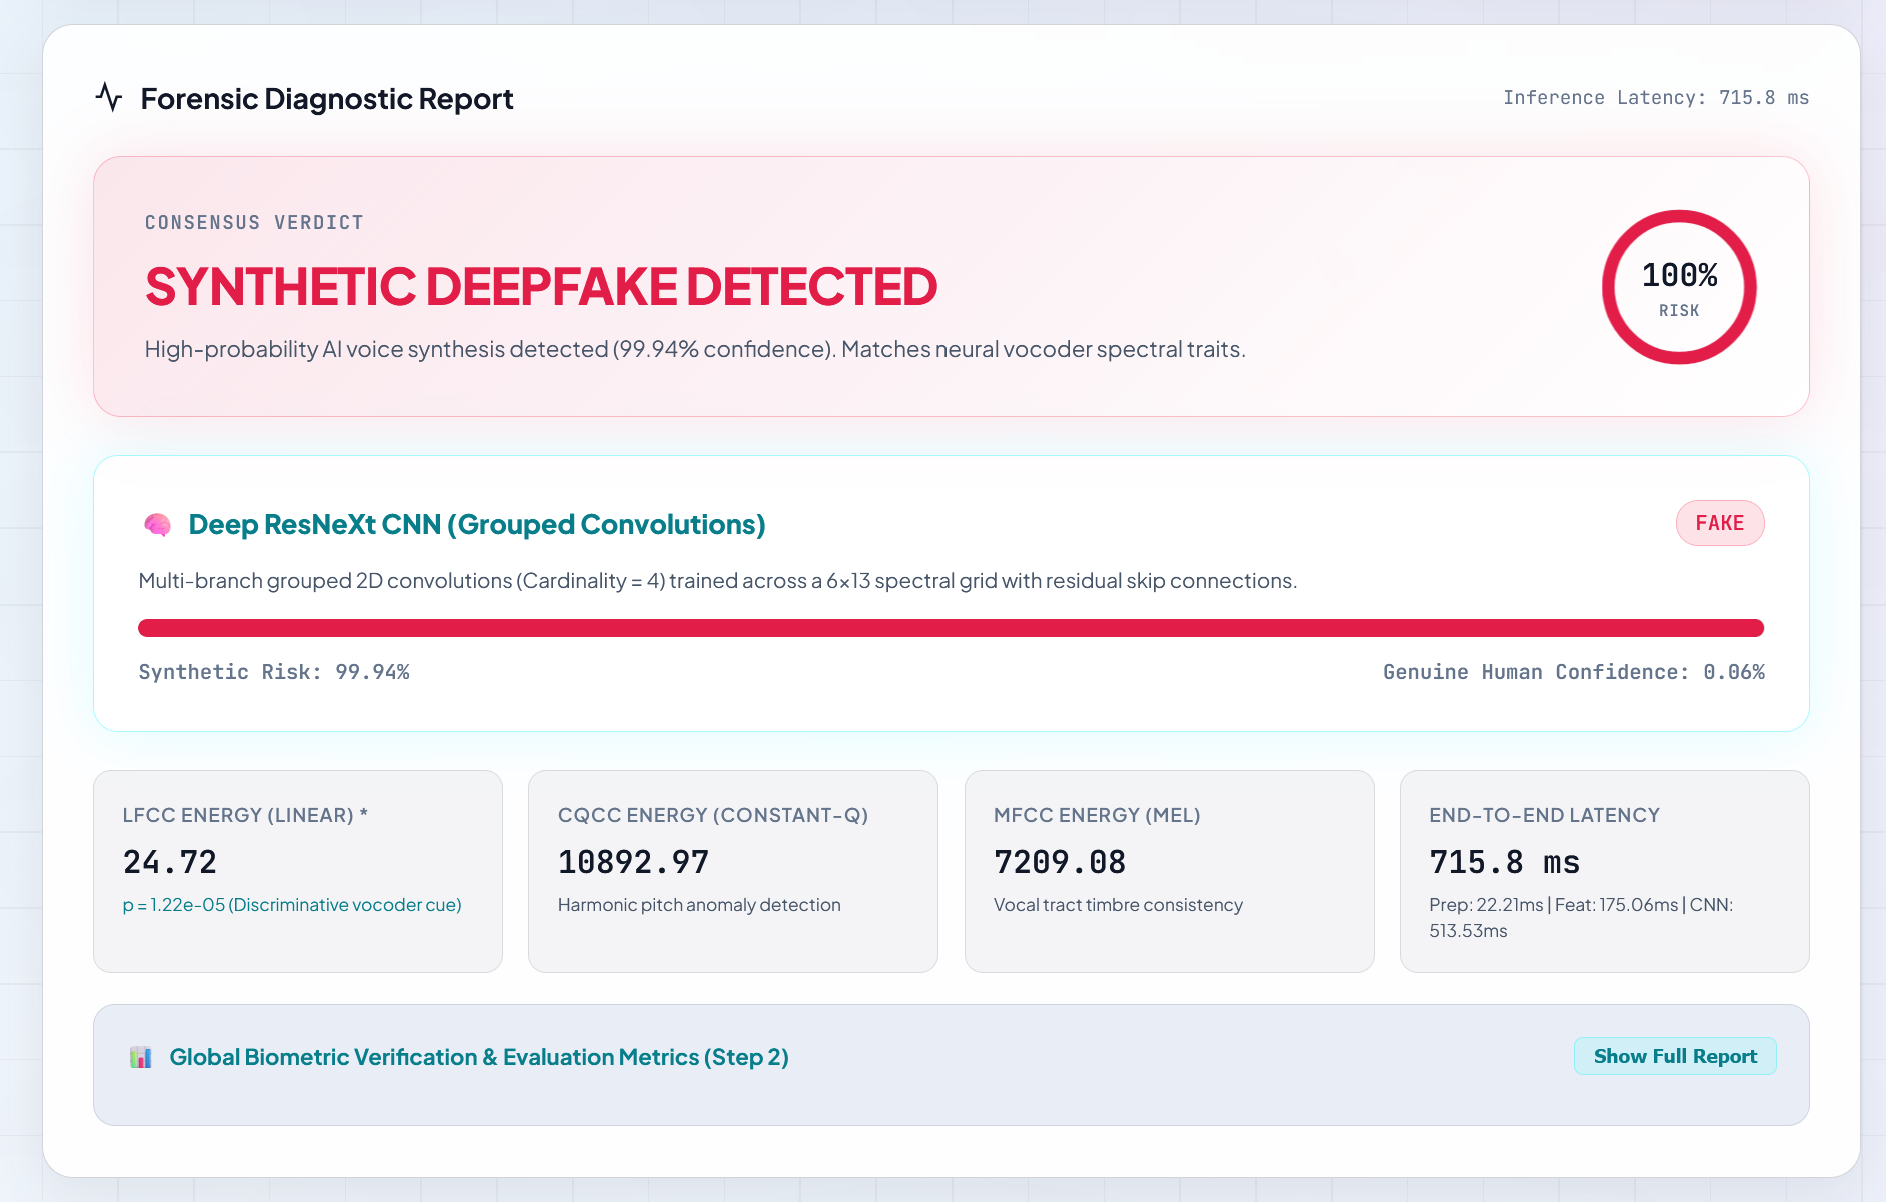 Forensic Diagnostic Report
Inference Latency: 715.8 ms
CONSENSUS VERDICT
SYNTHETIC DEEPFAKE DETECTED
High-probability AI voice synthesis detected (99.94% confidence). Matches neural vocoder spectral traits.
100%
RISK
Deep ResNeXt CNN (Grouped Convolutions)
FAKE
Multi-branch grouped 2D convolutions (Cardinality = 4) trained across a 6×13 spectral grid with residual skip connections.
Synthetic Risk: 99.94%
Genuine Human Confidence: 0.06%
LFCC ENERGY (LINEAR) *
24.72
p = 1.22e-05 (Discriminative vocoder cue)
CQCC ENERGY (CONSTANT-Q)
10892.97
Harmonic pitch anomaly detection
MFCC ENERGY (MEL)
7209.08
Vocal tract timbre consistency
END-TO-END LATENCY
715.8 ms
Prep: 22.21ms | Feat: 175.06ms | CNN:
513.53ms
Global Biometric Verification & Evaluation Metrics (Step 2)
Show Full Report